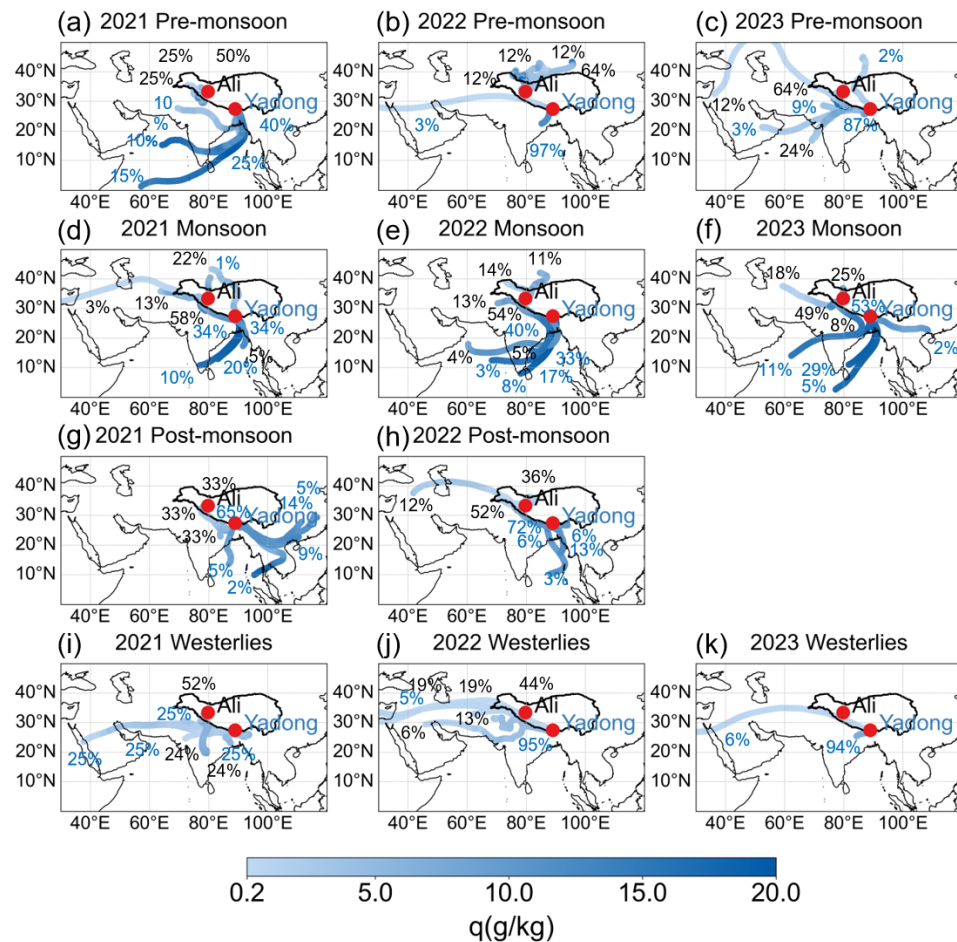 (a) 2021 Pre-monsoon
(b) 2022 Pre-monsoon
(c) 2023 Pre-monsoon
40°N
30°N
20°N
10°N
25%
50%
25%
Ali
Yadong
10
%
40%
10%
25%
15%
12%
12%
12%
64%
Ali
Yadong
3%
97%
2%
64%
Ali
Yadong
12%
9%
3%
87%
24%
40°E 60°E 80°E 100°E
40°E 60°E 80°E 100°E
40°E 60°E 80°E 100°E
(d) 2021 Monsoon
(e) 2022 Monsoon
(f) 2023 Monsoon
40°N
30°N
20°N
10°N
22%
1%
Ali
Yadong
3%
13%
58%
34%
34%
5%
20%
10%
11%
14%
Ali
13%
Yadong
54%
40%
4%
5%
33%
3%
17%
8%
18%
25%
Ali
53%
Yadong
49%
8%
2%
11%
29%
5%
40°E 60°E 80°E 100°E
40°E 60°E 80°E 100°E
40°E 60°E 80°E 100°E
(g) 2021 Post-monsoon
(h) 2022 Post-monsoon
40°N
30°N
20°N
10°N
33%
5%
Ali
14%
33%
65%
Yadong
33%
9%
5%
2%
36%
Ali
12%
52%
Yadong
72%
6%
6%
13%
3%
40°E 60°E 80°E 100°E
40°E 60°E 80°E 100°E
(i) 2021 Westerlies
(j) 2022 Westerlies
(k) 2023 Westerlies
40°N
30°N
20°N
10°N
52%
Ali
25%
Yadong
25%
25%
24%
25%
24%
19%
19%
44%
5%
Ali
13%
Yadong
6%
95%
Ali
Yadong
6%
94%
40°E 60°E 80°E 100°E
40°E 60°E 80°E 100°E
40°E 60°E 80°E 100°E
0.2 5.0 10.0 15.0 20.0
q(g/kg)